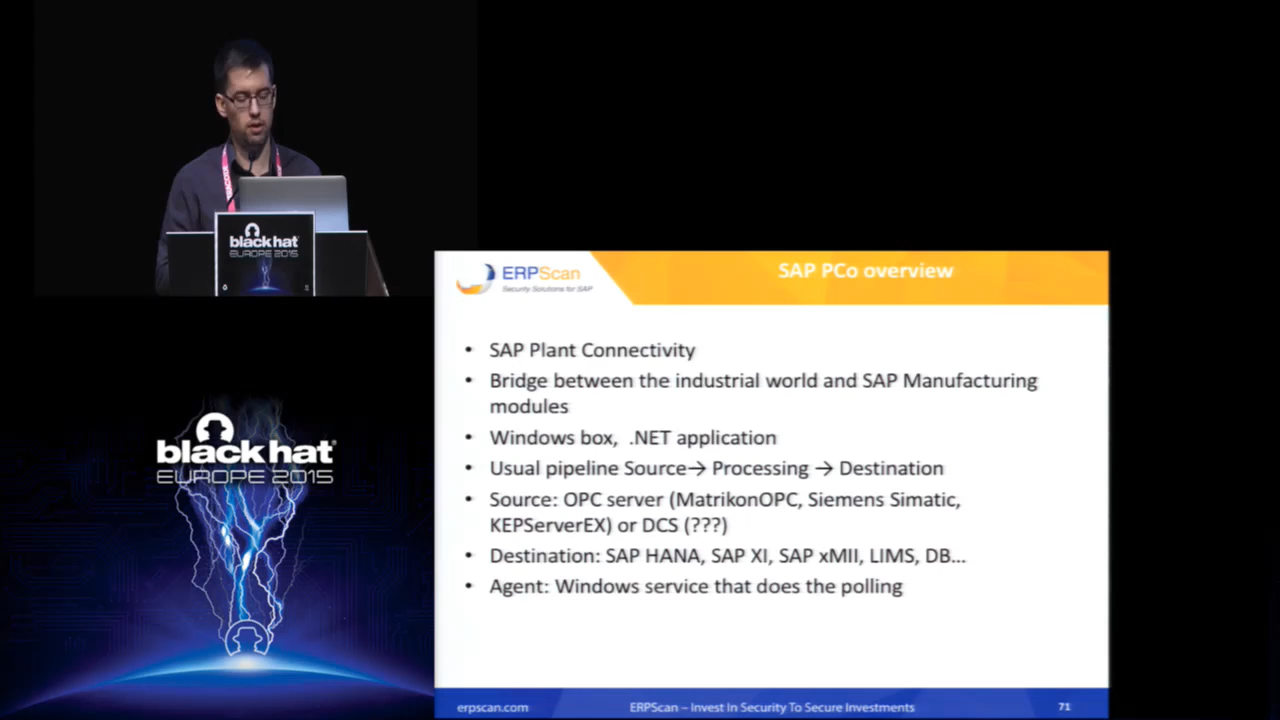 black hat
EUROPE 2015
ERPScan
Security Solutions for SAP
SAP PCo overview
• SAP Plant Connectivity
• Bridge between the industrial world and SAP Manufacturing
modules
• Windows box, .NET application
• Usual pipeline Source→ Processing → Destination
• Source: OPC server (MatrikonOPC, Siemens Simatic,
KEPServerEX) or DCS (???)
• Destination: SAP HANA, SAP XI, SAP xMII, LIMS, DB...
• Agent: Windows service that does the polling
black hat
EUROPE 2015
erpscan.com
ERPScan – Invest In Security To Secure Investments
71